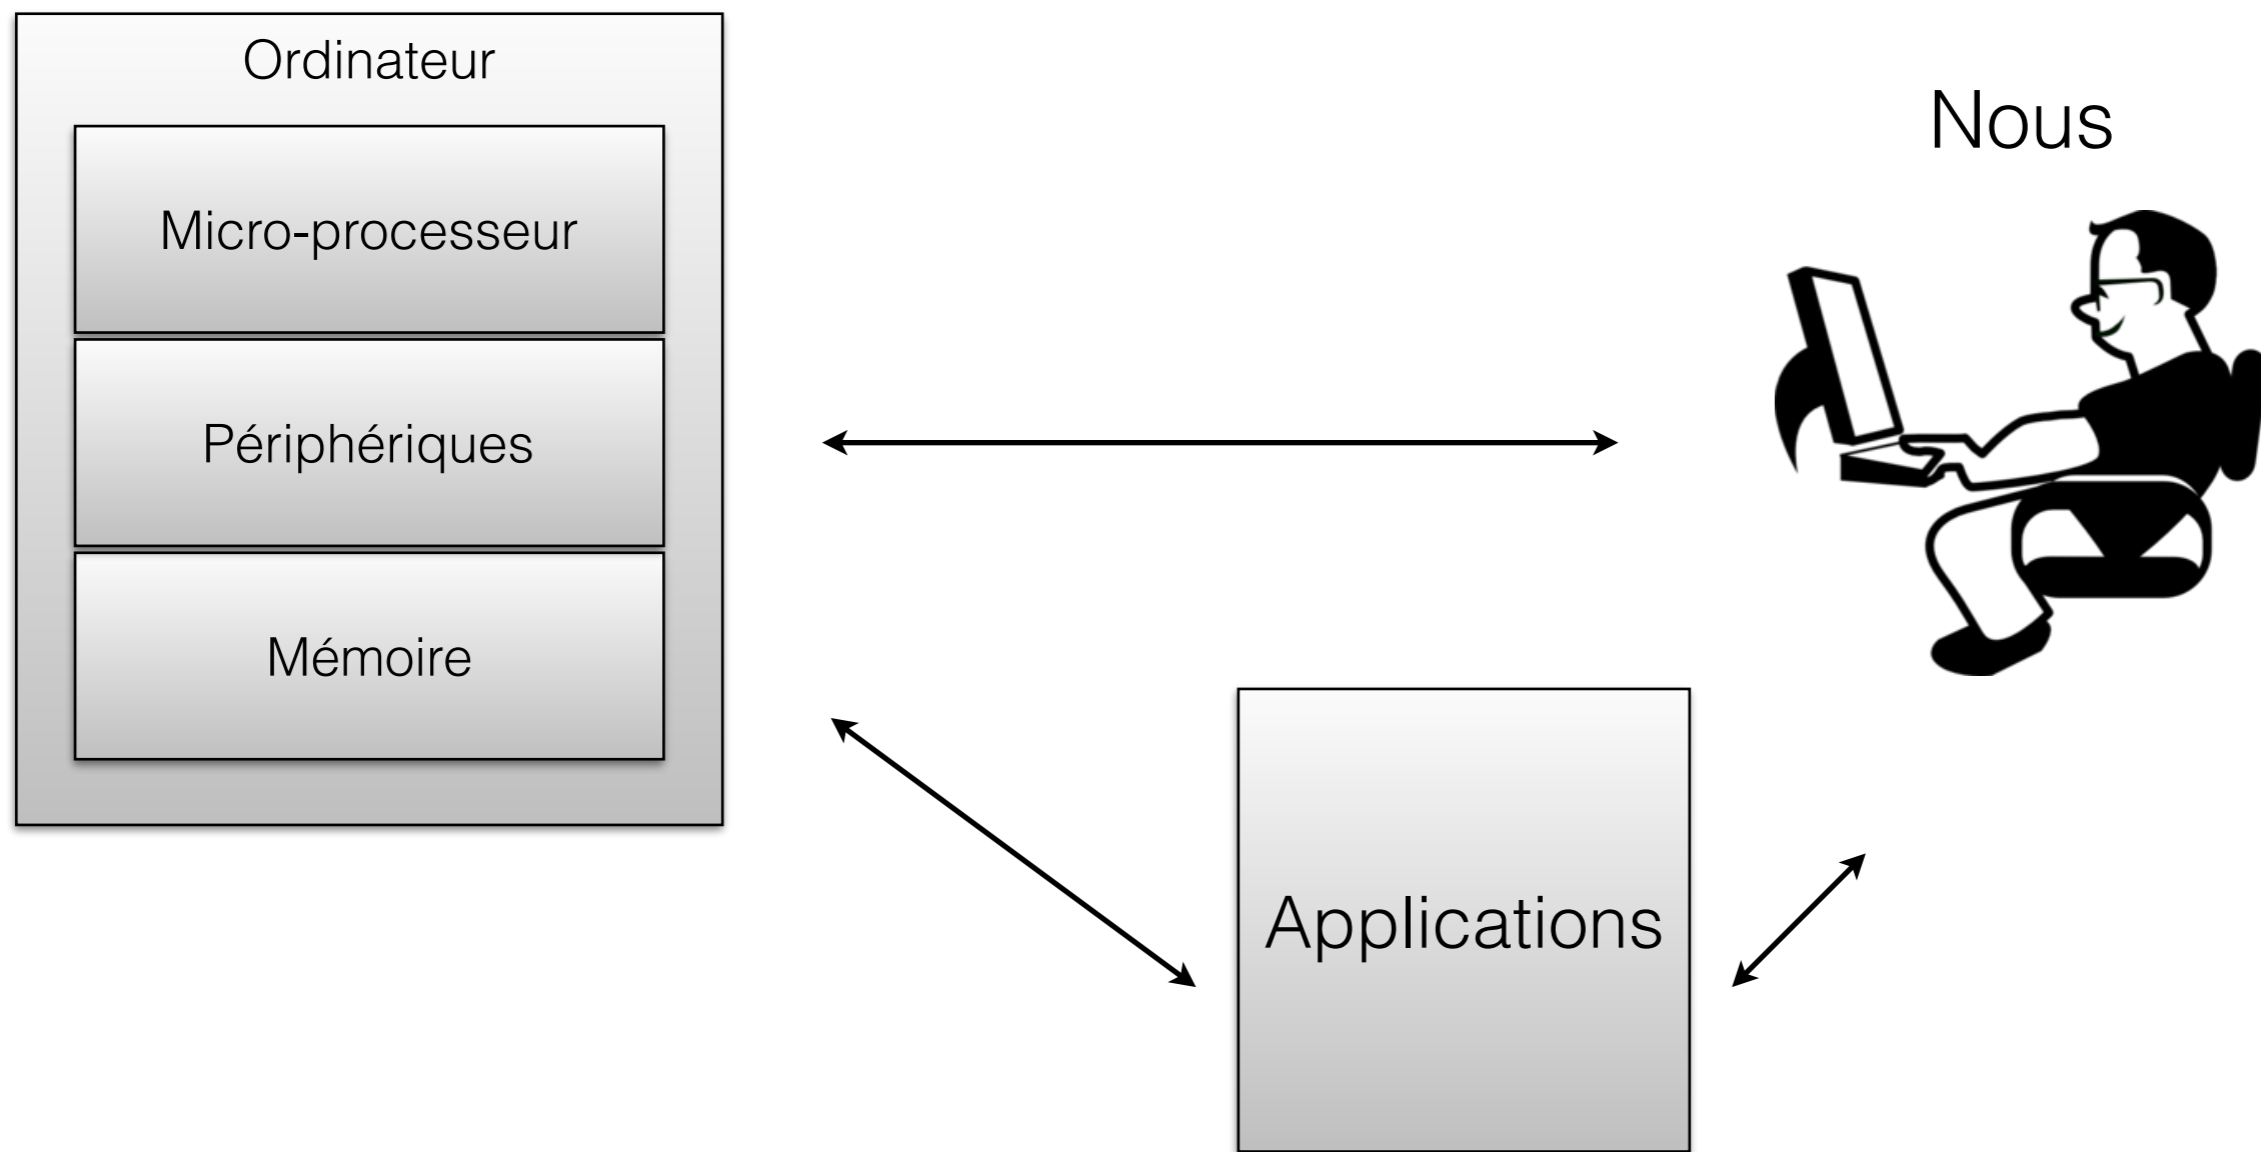 Ordinateur
Micro-processeur
Périphériques
Mémoire
Nous
Applications